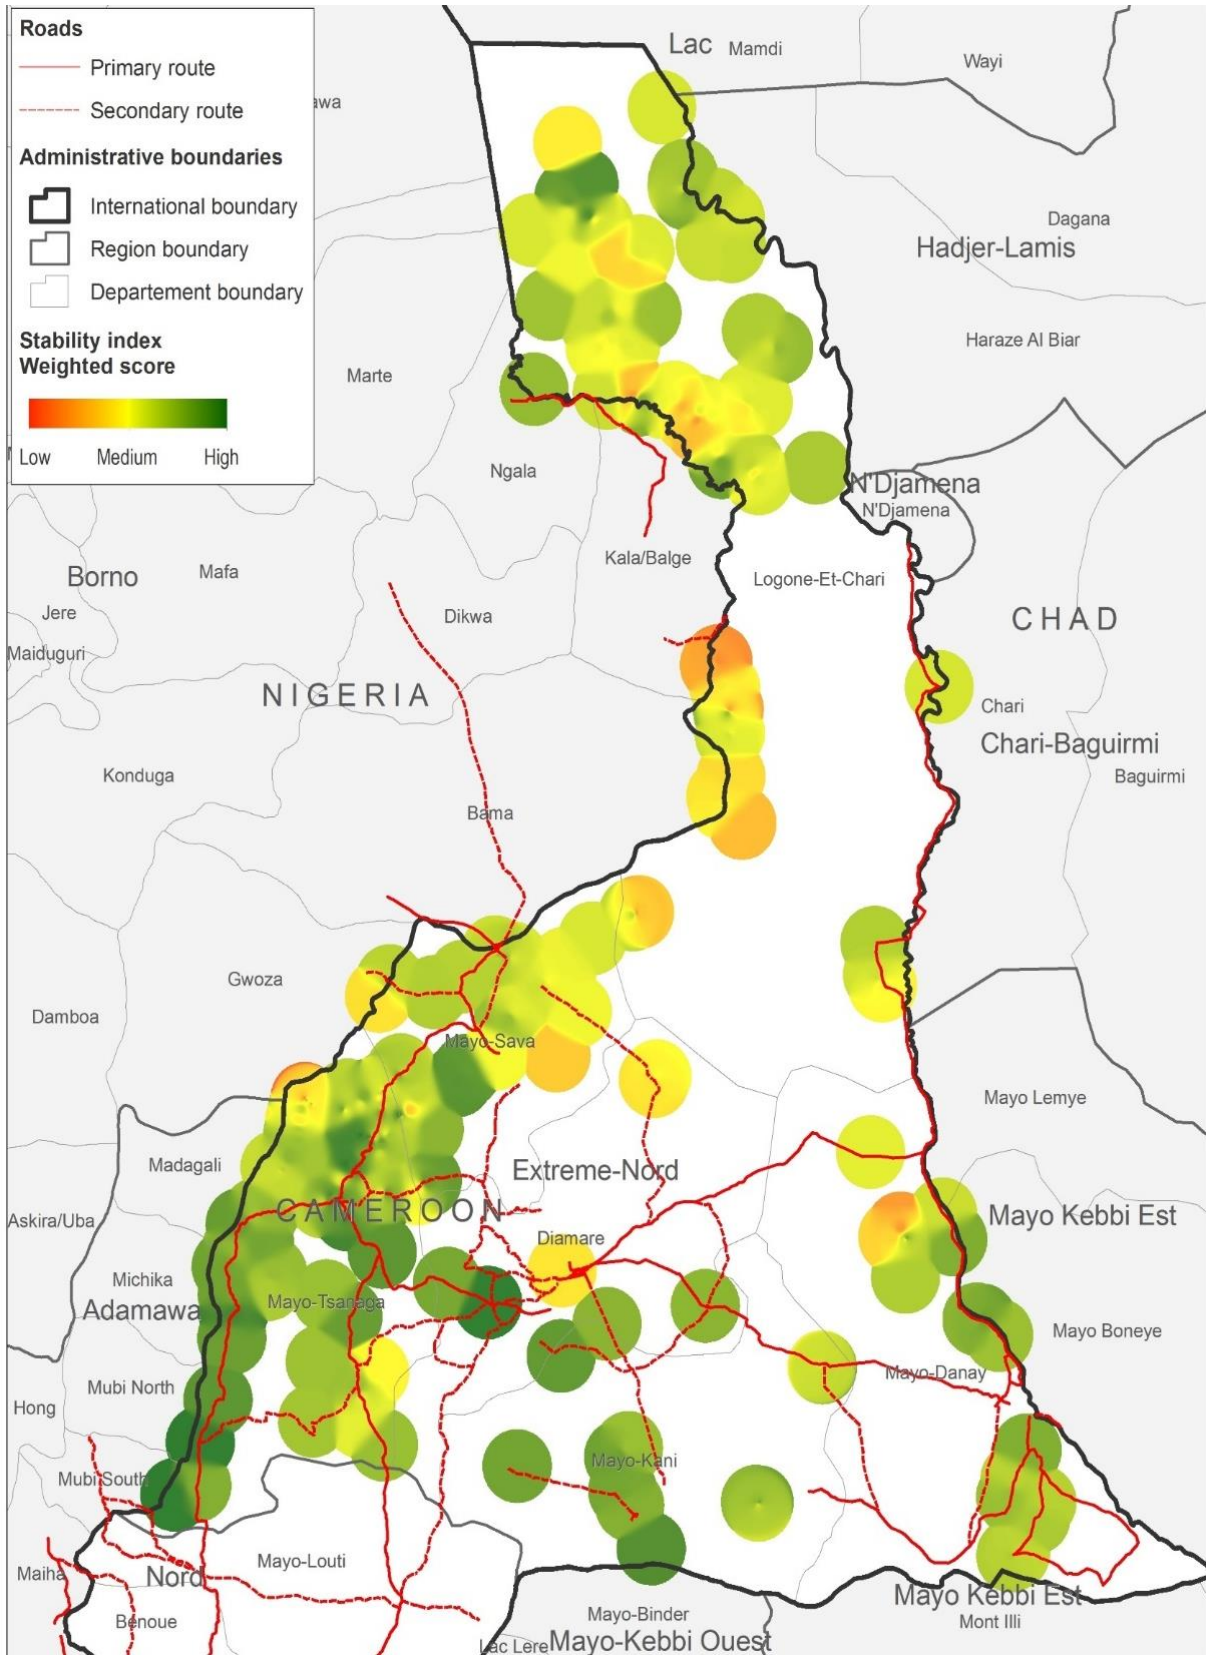 Roads
Primary route
Secondary route
Administrative boundaries
International boundary
Region boundary
Departement boundary
Stability index
Weighted score
Low Medium High
Lac
Mamdi
Wayi
awa
Dagana
Hadjer-Lamis
Haraze Al Biar
Marte
Ngala
N'Djamena
N'Djamena
Kala/Balge
Logone-Et-Chari
Borno
Mafa
Jere
Dikwa
CHAD
Maiduguri
NIGERIA
Chari
Chari-Baguirmi
Konduga
Baguirmi
Bama
Gwoza
Damboa
Mayo-Sava
Mayo Lemye
Madagali
Extreme-Nord
CAMEROON
Askira/Uba
Mayo Kebbi Est
Diamare
Michika
Adamawa
Mayo-Tsanaga
Mayo Boneye
Mubi North
Mayo-Danay
Hong
Mubi South
Mayo-Kani
Maiha
Nord
Mayo-Louti
Benoue
Mayo Kebbi Est
Mont Illi
Mayo-Binder
Lac Lere
Mayo-Kebbi Ouest